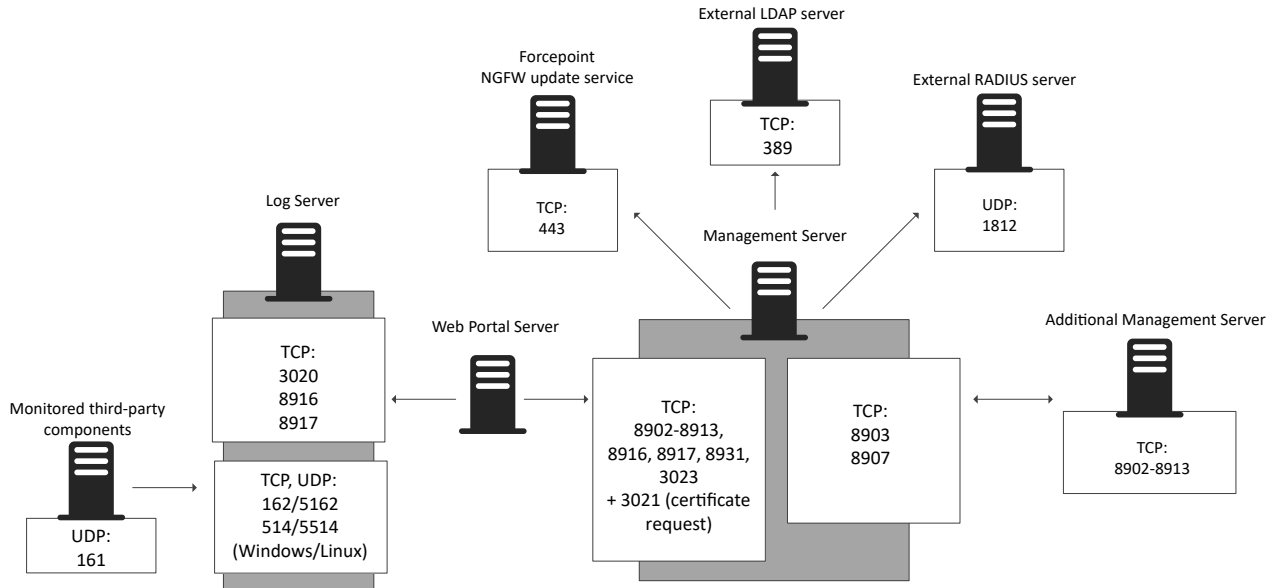 External LDAP server
TCP:
389
Forcepoint
NGFW update service
TCP:
443
External RADIUS server
UDP:
1812
Log Server
TCP:
3020
8916
8917
TCP, UDP:
162/5162
514/5514
(Windows/Linux)
Monitored third-party
components
UDP:
161
Web Portal Server
Management Server
TCP:
8902-8913,
8916, 8917, 8931,
3023
+ 3021 (certificate
request)
TCP:
8903
8907
Additional Management Server
TCP:
8902-8913